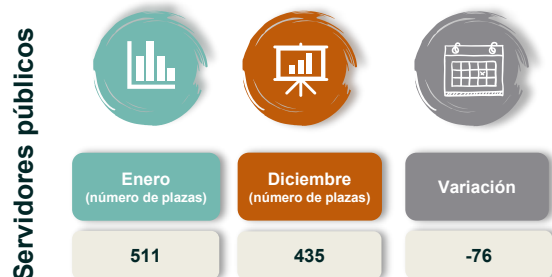 Servidores públicos
Enero
(número de plazas)
Diciembre
(número de plazas)
Variación
511
435
-76